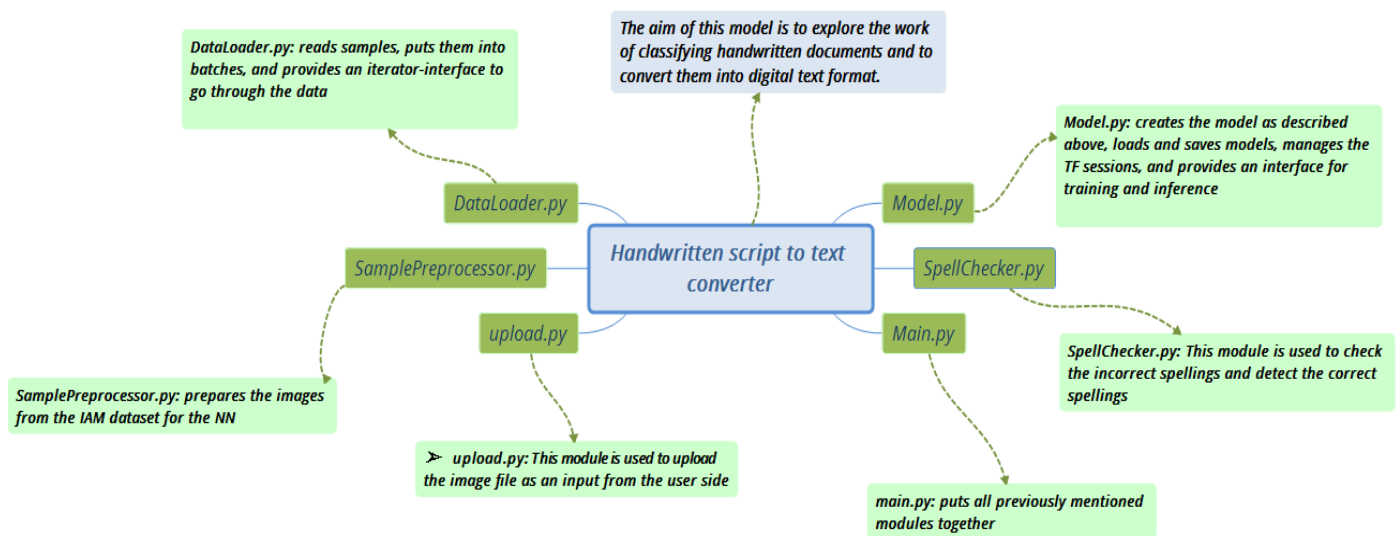 The aim of this model is to explore the work
of classifying handwritten documents and to
convert them into digital text format.
DataLoader.py: reads samples, puts them into
batches, and provides an iterator-interface to
go through the data
Model.py: creates the model as described
above, loads and saves models, manages the
TF sessions, and provides an interface for
training and inference
DataLoader.py
Model.py
SamplePreprocessor.py
Handwritten script to text
converter
SpellChecker.py
upload.py
Main.py
SpellChecker.py: This module is used to check
the incorrect spellings and detect the correct
spellings
SamplePreprocessor.py: prepares the images
from the IAM dataset for the NN
➢ upload.py: This module is used to upload
the image file as an input from the user side
main.py: puts all previously mentioned
modules together